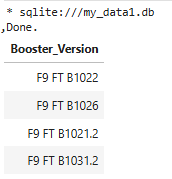 * sqlite:///my_data1.db
,Done.
Booster_Version
F9 FT B1022
F9 FT B1026
F9 FT B1021.2
F9 FT B1031.2